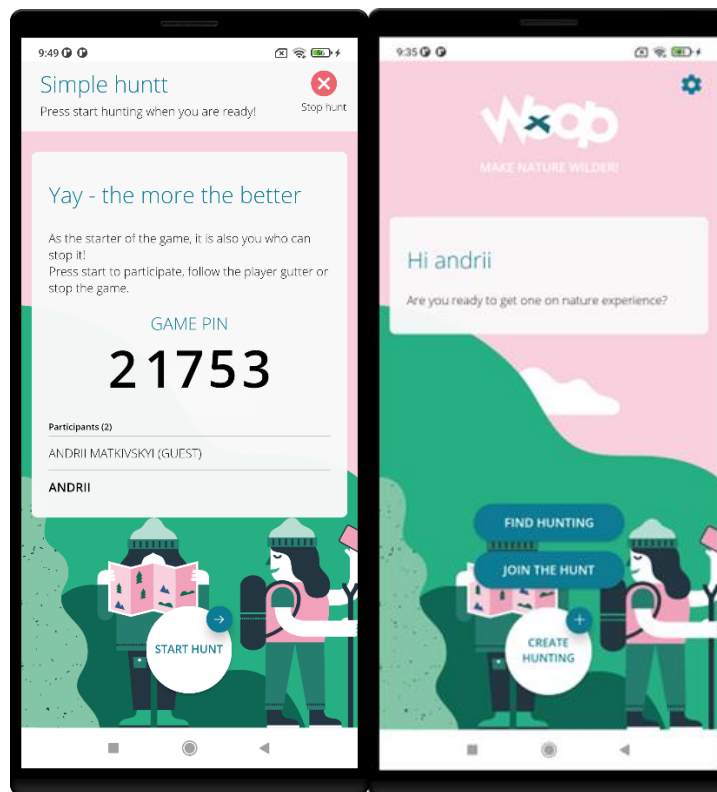 9:49
Simple huntt
Press start hunting when you are ready!
Stop hunt
Yay - the more the better
As the starter of the game, it is also you who can
stop it!
Press start to participate, follow the player gutter or
stop the game.
GAME PIN
21753
Participants (2)
ANDRII MATKIVSKYI (GUEST)
ANDRII
START HUNT
9:35
Woop
MAKE NATURE WILDER!
Hi andrii
Are you ready to get one on nature experience?
FIND HUNTING
JOIN THE HUNT
CREATE
HUNTING